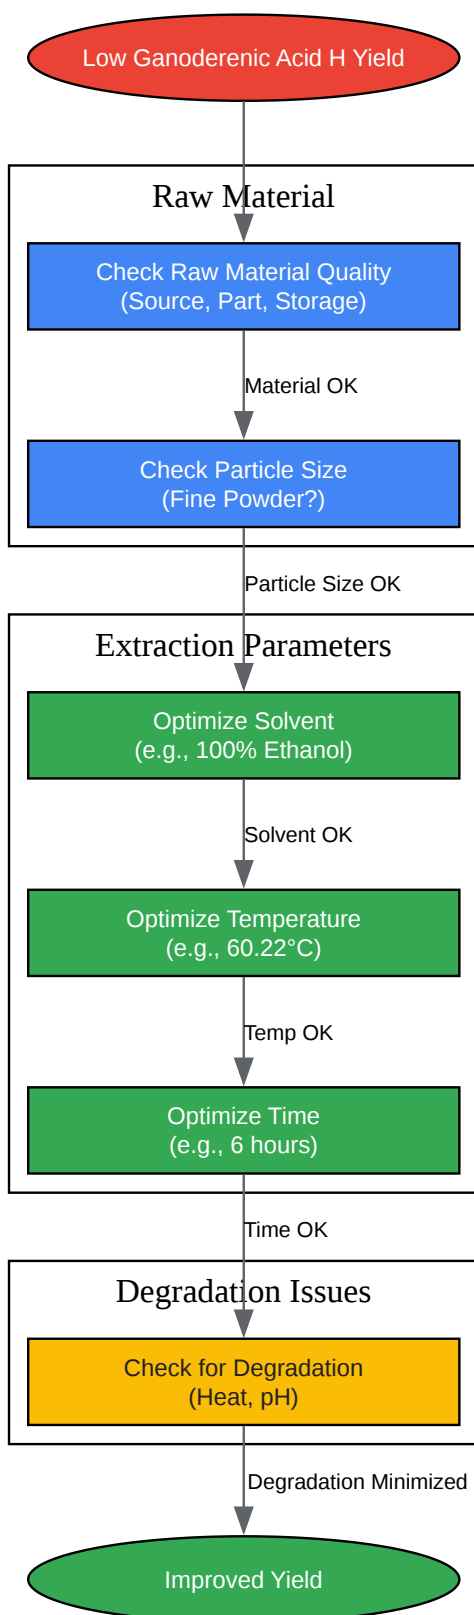 Low Ganoderenic Acid H Yield
Raw Material
Check Raw Material Quality
(Source, Part, Storage)
Material OK
Check Particle Size
(Fine Powder?)
Particle Size OK
Extraction Parameters
Optimize Solvent
(e.g., 100% Ethanol)
Solvent OK
Optimize Temperature
(e.g., 60.22°C)
Temp OK
Optimize Time
(e.g., 6 hours)
Time OK
Degradation Issues
Check for Degradation
(Heat, pH)
Degradation Minimized
Improved Yield